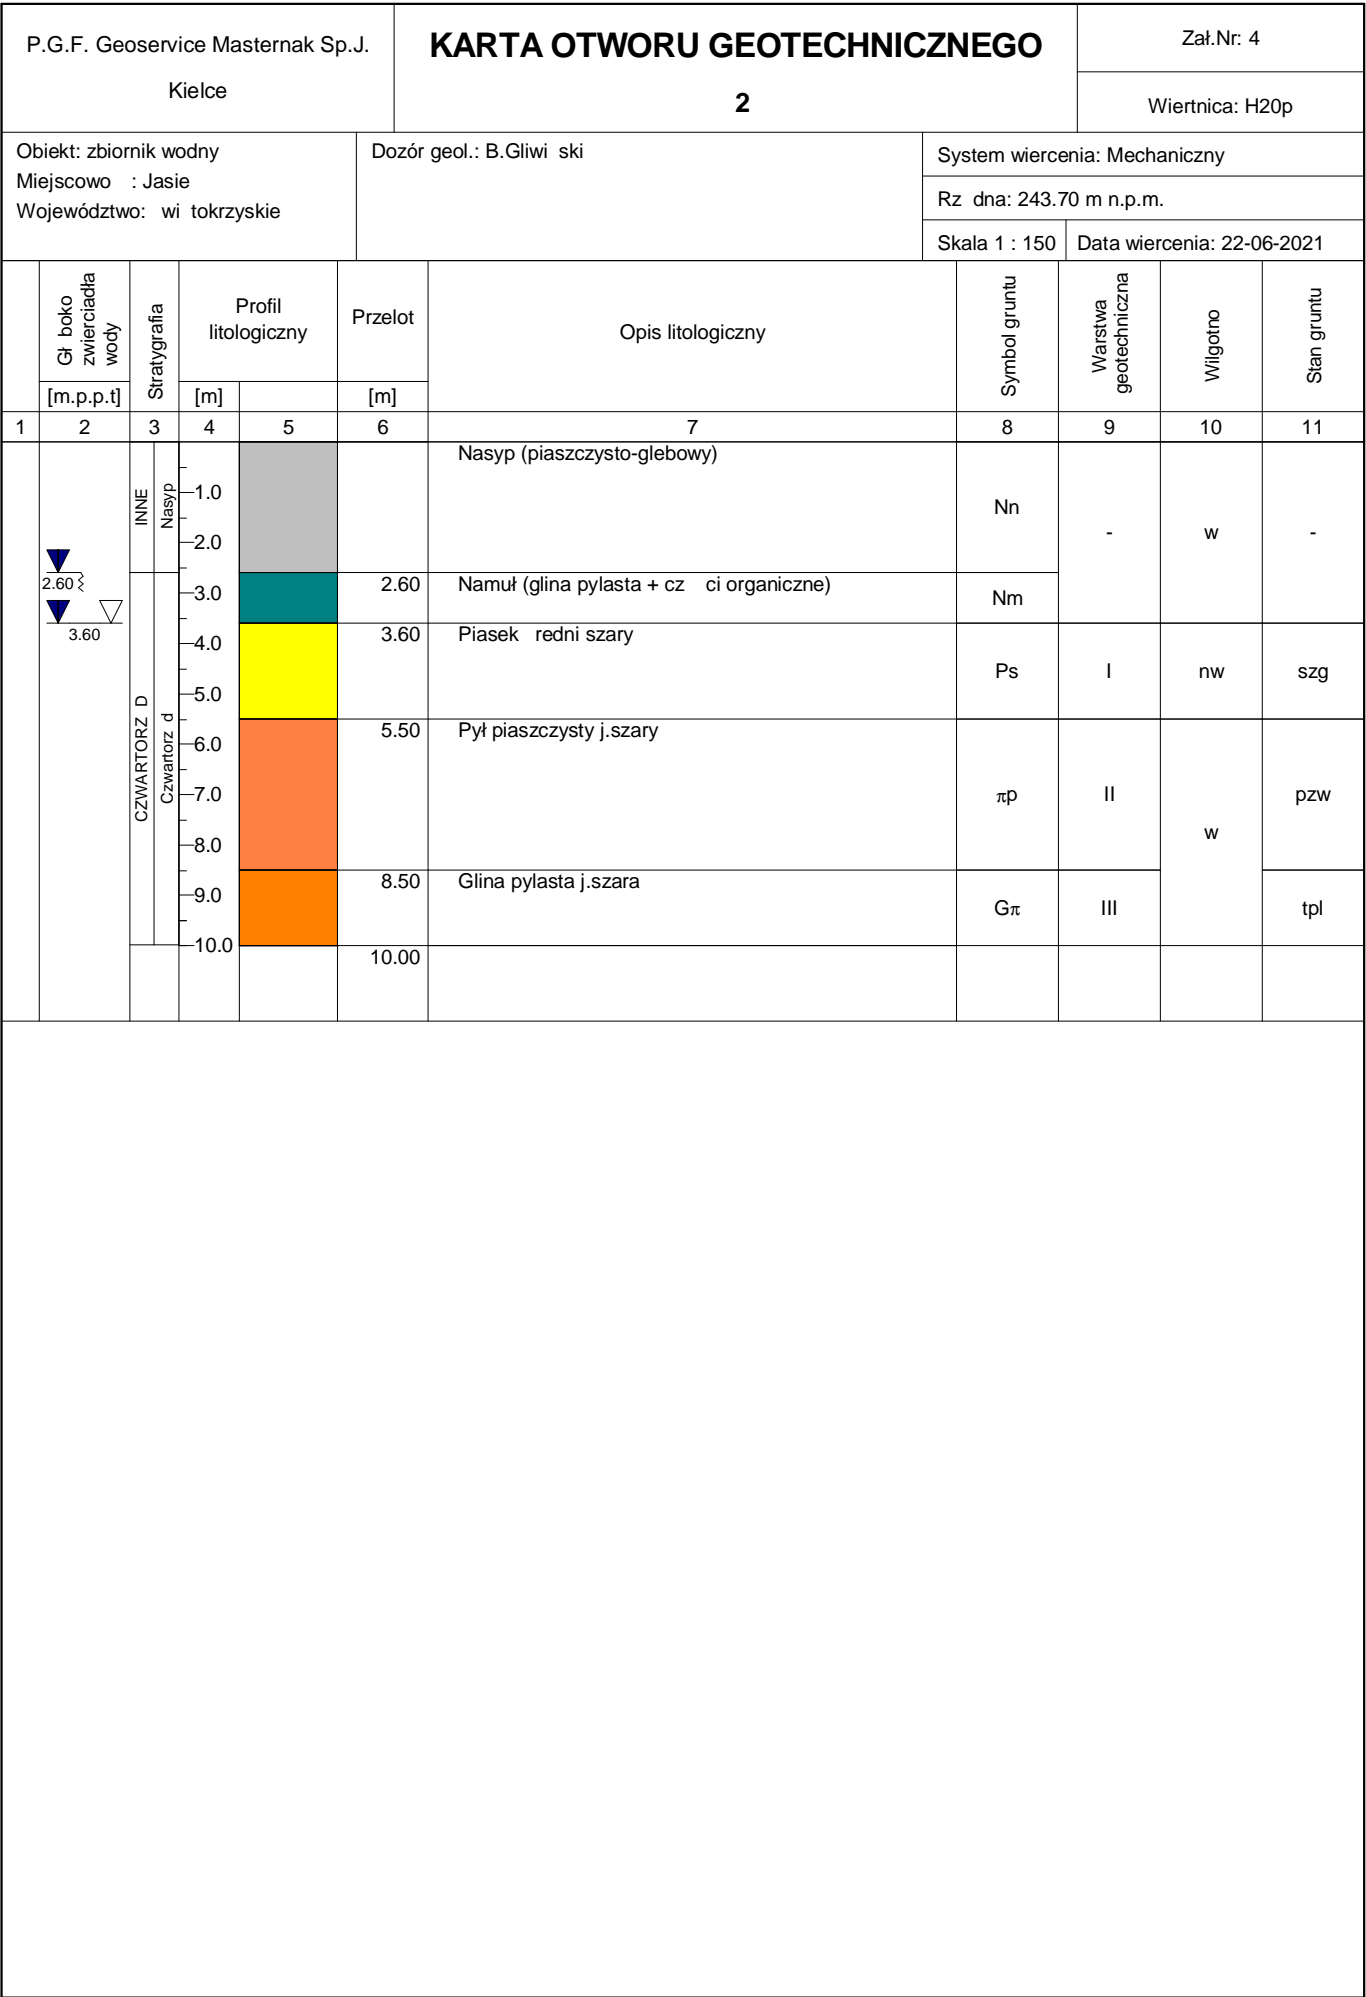 P.G.F. Geoservice Masternak Sp.J.
Kielce
KARTA OTWORU GEOTECHNICZNEGO
2
Zał.Nr: 4
Wiertnica: H20p
Obiekt: zbiornik wodny
Miejscowo : Jasie
Województwo: wi tokrzyskie
Dozór geol.: B.Gliwi ski
System wiercenia: Mechaniczny
Rz dna: 243.70 m n.p.m.
Skala 1 : 150
Data wiercenia: 22-06-2021
Gł boko
zwierciadła
wody
[m.p.p.t]
Stratygrafia
Profil
litologiczny
[m]
Przelot
[m]
Opis litologiczny
Symbol gruntu
Warstwa
geotechniczna
Wilgotno
Stan gruntu
1 2 3 4 5 6 7 8 9 10 11
INNE
Nasyp
CZWARTORZ D
Czwartorz d
2.60
3.60
1.0
2.0
3.0
4.0
5.0
6.0
7.0
8.0
9.0
10.0
Nasyp (piaszczysto-glebowy)
Nn
-
w
-
2.60 Namuł (glina pylasta + cz ci organiczne)
Nm
3.60 Piasek redni szary
Ps I nw szg
5.50 Pył piaszczysty j.szary
πp II pzw
w
8.50 Glina pylasta j.szara
Gπ III tpl
10.00